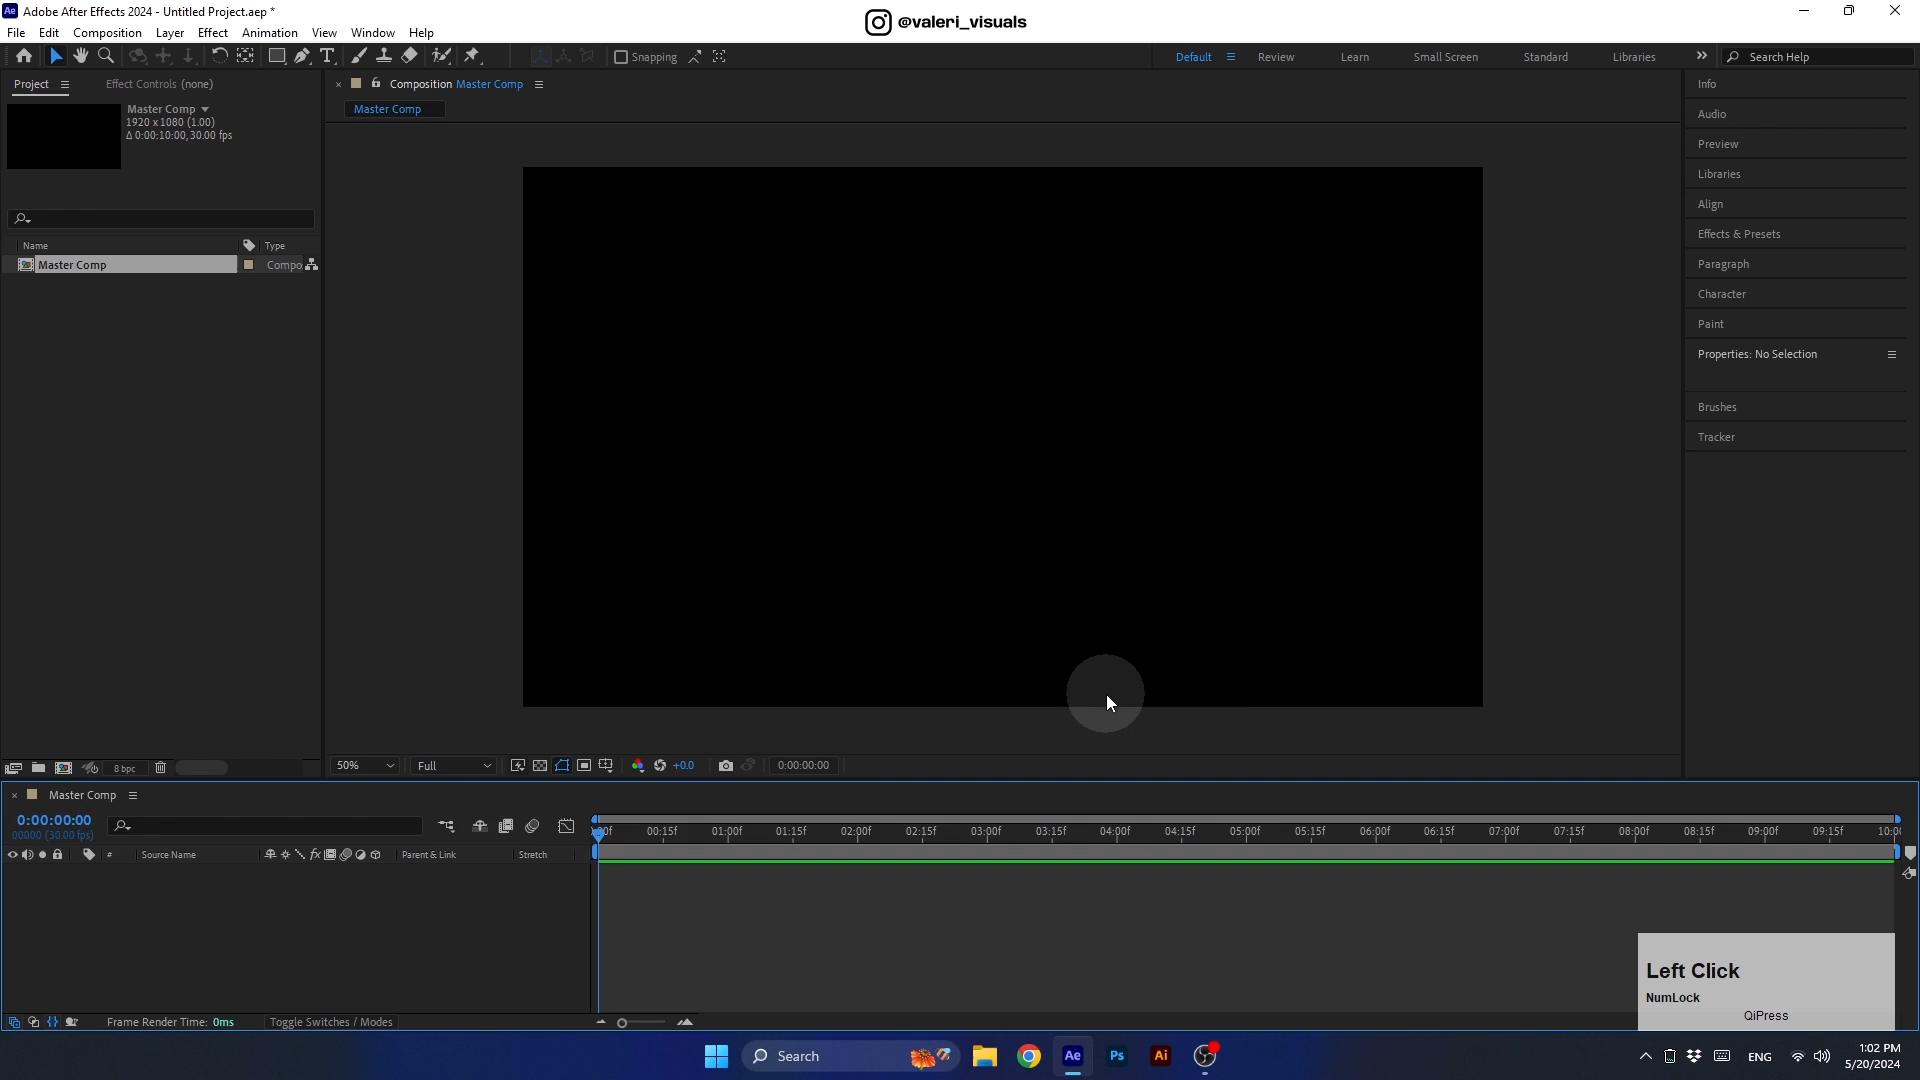 Adobe After Effects 2024 - Untitled Project.aep *
@valeri_visuals
File Edit Composition Layer Effect Animation View Window Help
Snapping
Default Review Learn Small Screen Standard Libraries
Search Help
Project
Effect Controls (none)
Composition Master Comp
Master Comp
Master Comp
1920 x 1080 (1.00)
Δ 0:00:10:00, 30.00 fps
Name Type
Master Comp Compo
Info
Audio
Preview
Libraries
Align
Effects & Presets
Paragraph
Character
Paint
Properties: No Selection
Brushes
Tracker
8 bpc
50% Full +0.0 0:00:00:00
Master Comp
0:00:00:00
00000 (30.00 fps)
00:15f 01:00f 01:15f 02:00f 02:15f 03:00f 03:15f 04:00f 04:15f 05:00f 05:15f 06:00f 06:15f 07:00f 07:15f 08:00f 08:15f 09:00f 09:15f
# Source Name fx Parent & Link Stretch
Frame Render Time: 0ms Toggle Switches / Modes
Left Click
NumLock
QiPress
Search
Ae Ps Ai
ENG
1:02 PM
5/20/2024